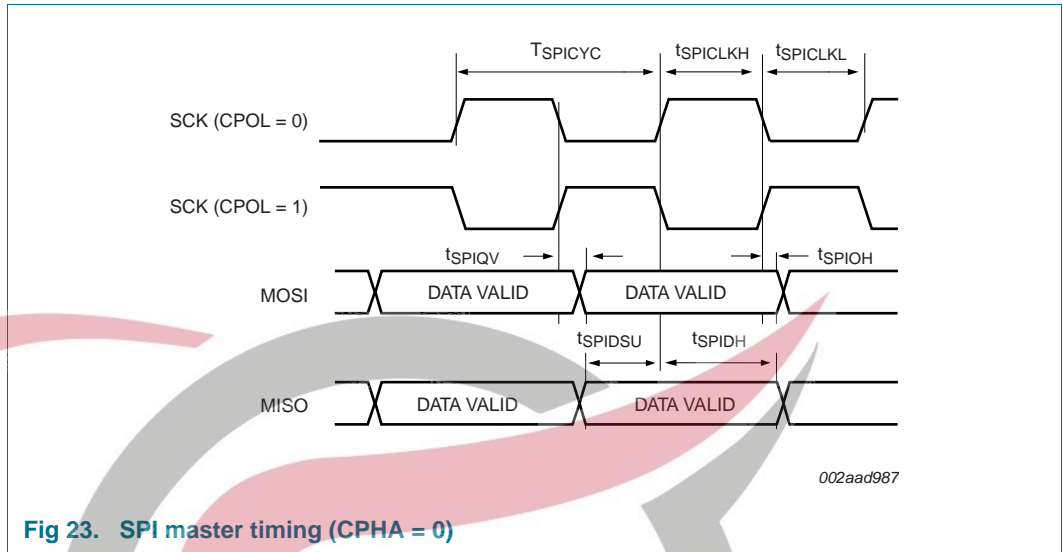 TSPICYC tSPICLKH tSPICLKL
SCK (CPOL = 0)
SCK (CPOL = 1)
tSPIQV tSPIOH
MOSI DATA VALID DATA VALID
tSPIDSU tSPIDH
MISO DATA VALID DATA VALID
002aad987
Fig 23. SPI master timing (CPHA = 0)